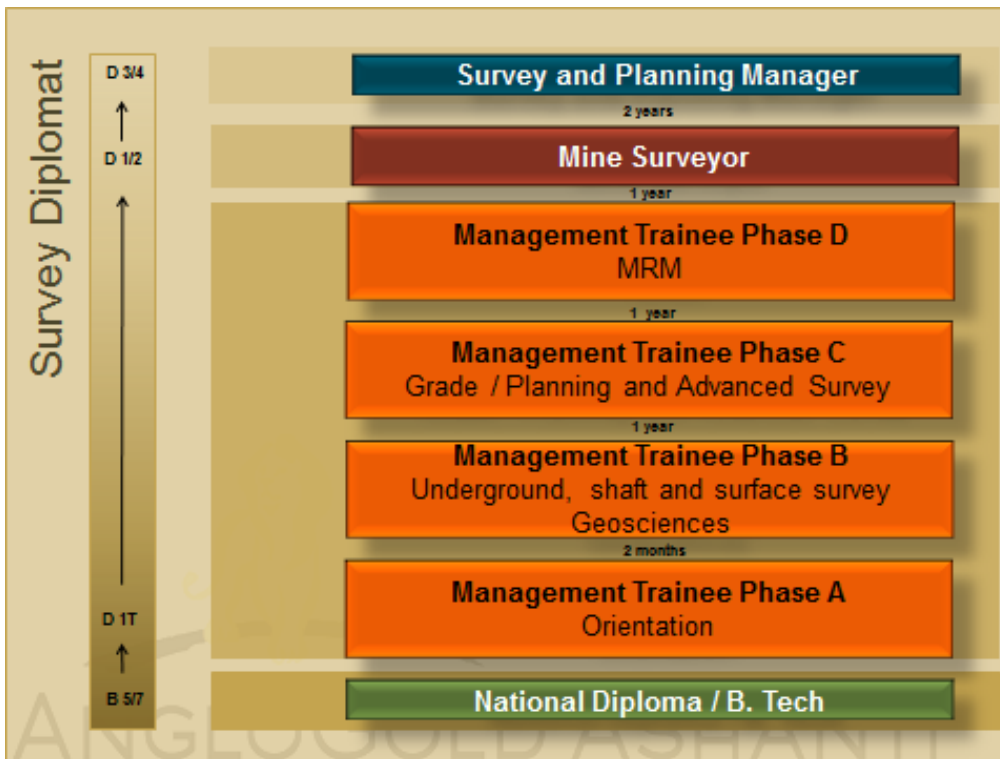 Survey Diplomat
D 3/4
D 1/2
D 1T
B 5/7
Survey and Planning Manager
2 years
Mine Surveyor
1 year
Management Trainee Phase D
MRM
1 year
Management Trainee Phase C
Grade / Planning and Advanced Survey
1 year
Management Trainee Phase B
Underground, shaft and surface survey
Geosciences
2 months
Management Trainee Phase A
Orientation
National Diploma / B. Tech
ANGLOGOLD ASHANTI